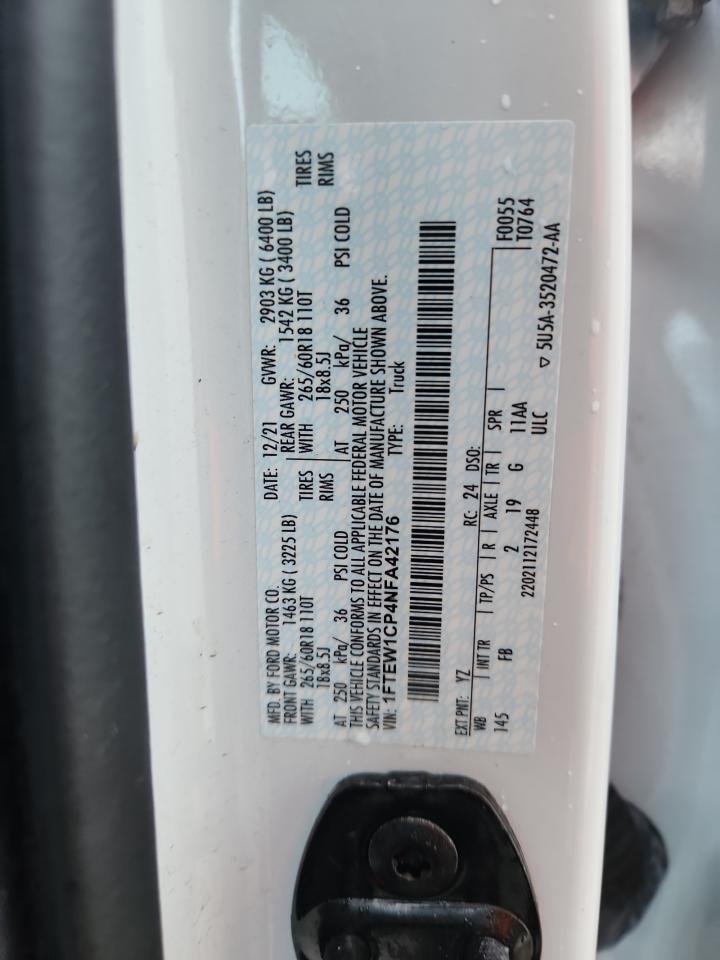 MFD. BY FORD MOTOR CO. DATE: 12/21 GVWR: 2903 KG ( 6400 LB)
FRONT GAWR: 1463 KG ( 3225 LB) REAR GAWR: 1542 KG ( 3400 LB)
WITH 265/60R18 110T TIRES WITH 265/60R18 110T TIRES
18x8.5J RIMS 18x8.5J RIMS
AT 250 kPa/ 36 PSI COLD AT 250 kPa/ 36 PSI COLD
THIS VEHICLE CONFORMS TO ALL APPLICABLE FEDERAL MOTOR VEHICLE
SAFETY STANDARDS IN EFFECT ON THE DATE OF MANUFACTURE SHOWN ABOVE.
VIN: 1FTEW1CP4NFA42176 TYPE: Truck
EXT PNT: YZ RC: 24 DSO:
WB INT TR TP/PS R AXLE TR SPR F0055
145 FB 2 19 G 11AA T0764
2202112172448 ULC
▽ 5U5A-3520472-AA